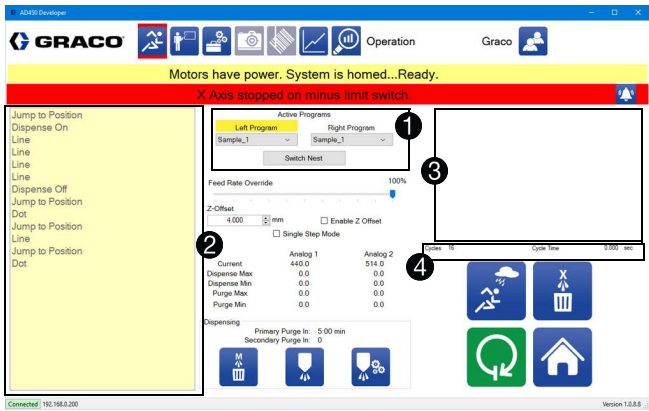 AD450 Developer
GRACO
Operation
Graco
Motors have power. System is homed...Ready.
X Axis stopped on minus limit switch.
Jump to Position
Dispense On
Line
Line
Line
Line
Dispense Off
Jump to Position
Dot
Jump to Position
Line
Jump to Position
Dot
2
Active Programs
Left Program Right Program
Sample_1 Sample_1
Switch Nest
1
Feed Rate Override 100%
Z-Offset
4.000 mm Enable Z Offset
Single Step Mode
Analog 1 Analog 2
Current 440.0 514.0
Dispense Max 0.0 0.0
Dispense Min 0.0 0.0
Purge Max 0.0 0.0
Purge Min 0.0 0.0
Dispensing
Primary Purge In: 5:00 min
Secondary Purge In: 0
M
3
Cycles 16 Cycle Time 0.000 sec
4
X
Connected 192.168.0.200 Version 1.0.8.8